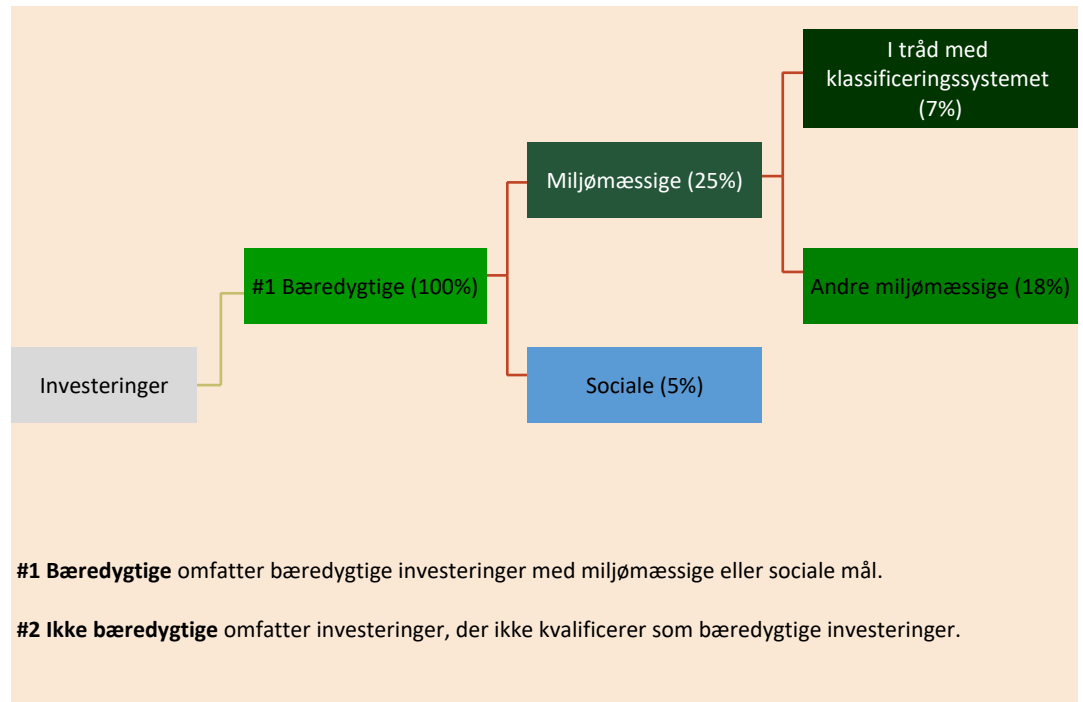 I tråd med
klassificeringssystemet
(7%)
Miljømæssige (25%)
#1 Bæredygtige (100%)
Andre miljømæssige (18%)
Investeringer
Sociale (5%)
#1 Bæredygtige omfatter bæredygtige investeringer med miljømæssige eller sociale mål.
#2 Ikke bæredygtige omfatter investeringer, der ikke kvalificerer som bæredygtige investeringer.